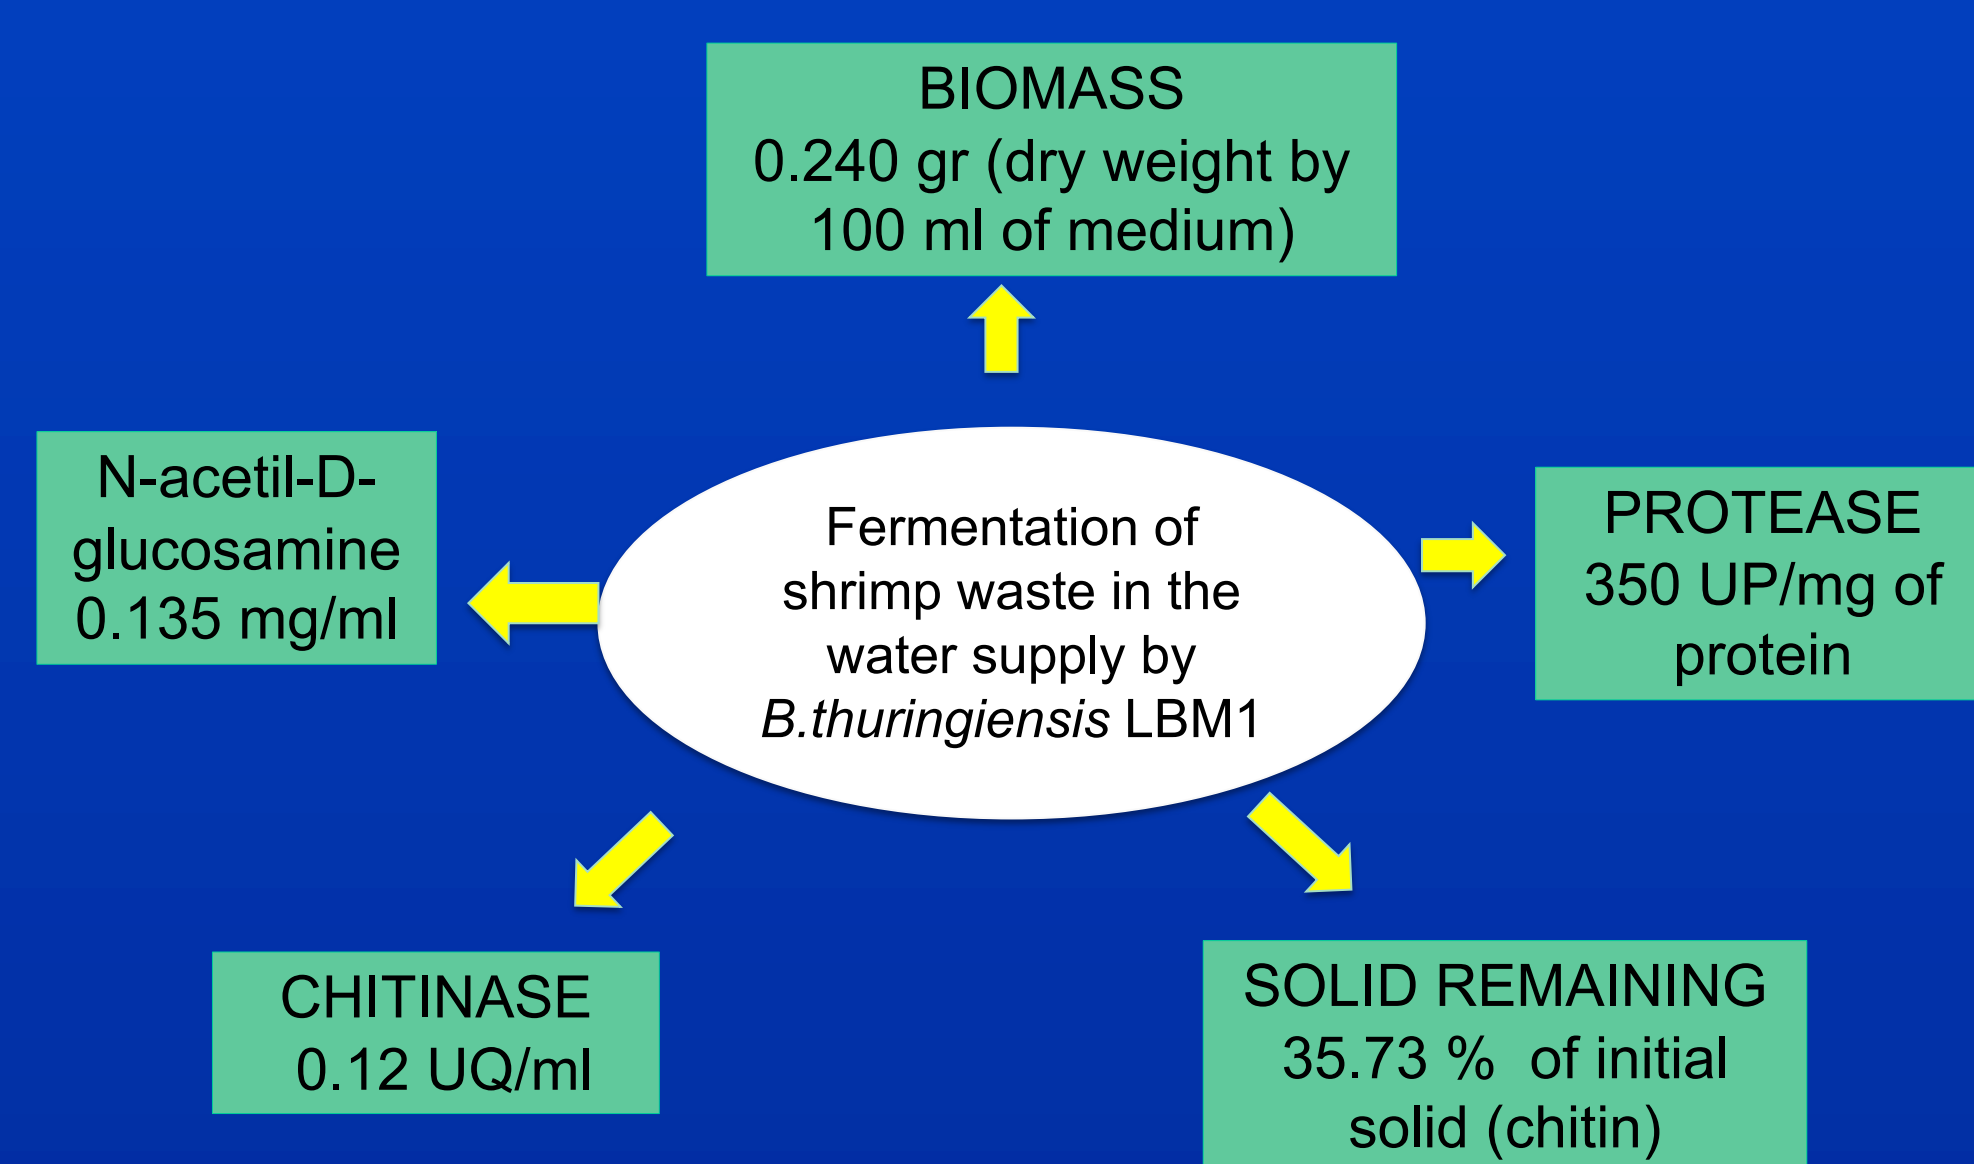 BIOMASS
0.240 gr (dry weight by
100 ml of medium)
N-acetil-D-
glucosamine
0.135 mg/ml
Fermentation of
shrimp waste in the
water supply by
B.thuringiensis LBM1
PROTEASE
350 UP/mg of
protein
CHITINASE
0.12 UQ/ml
SOLID REMAINING
35.73 % of initial
solid (chitin)